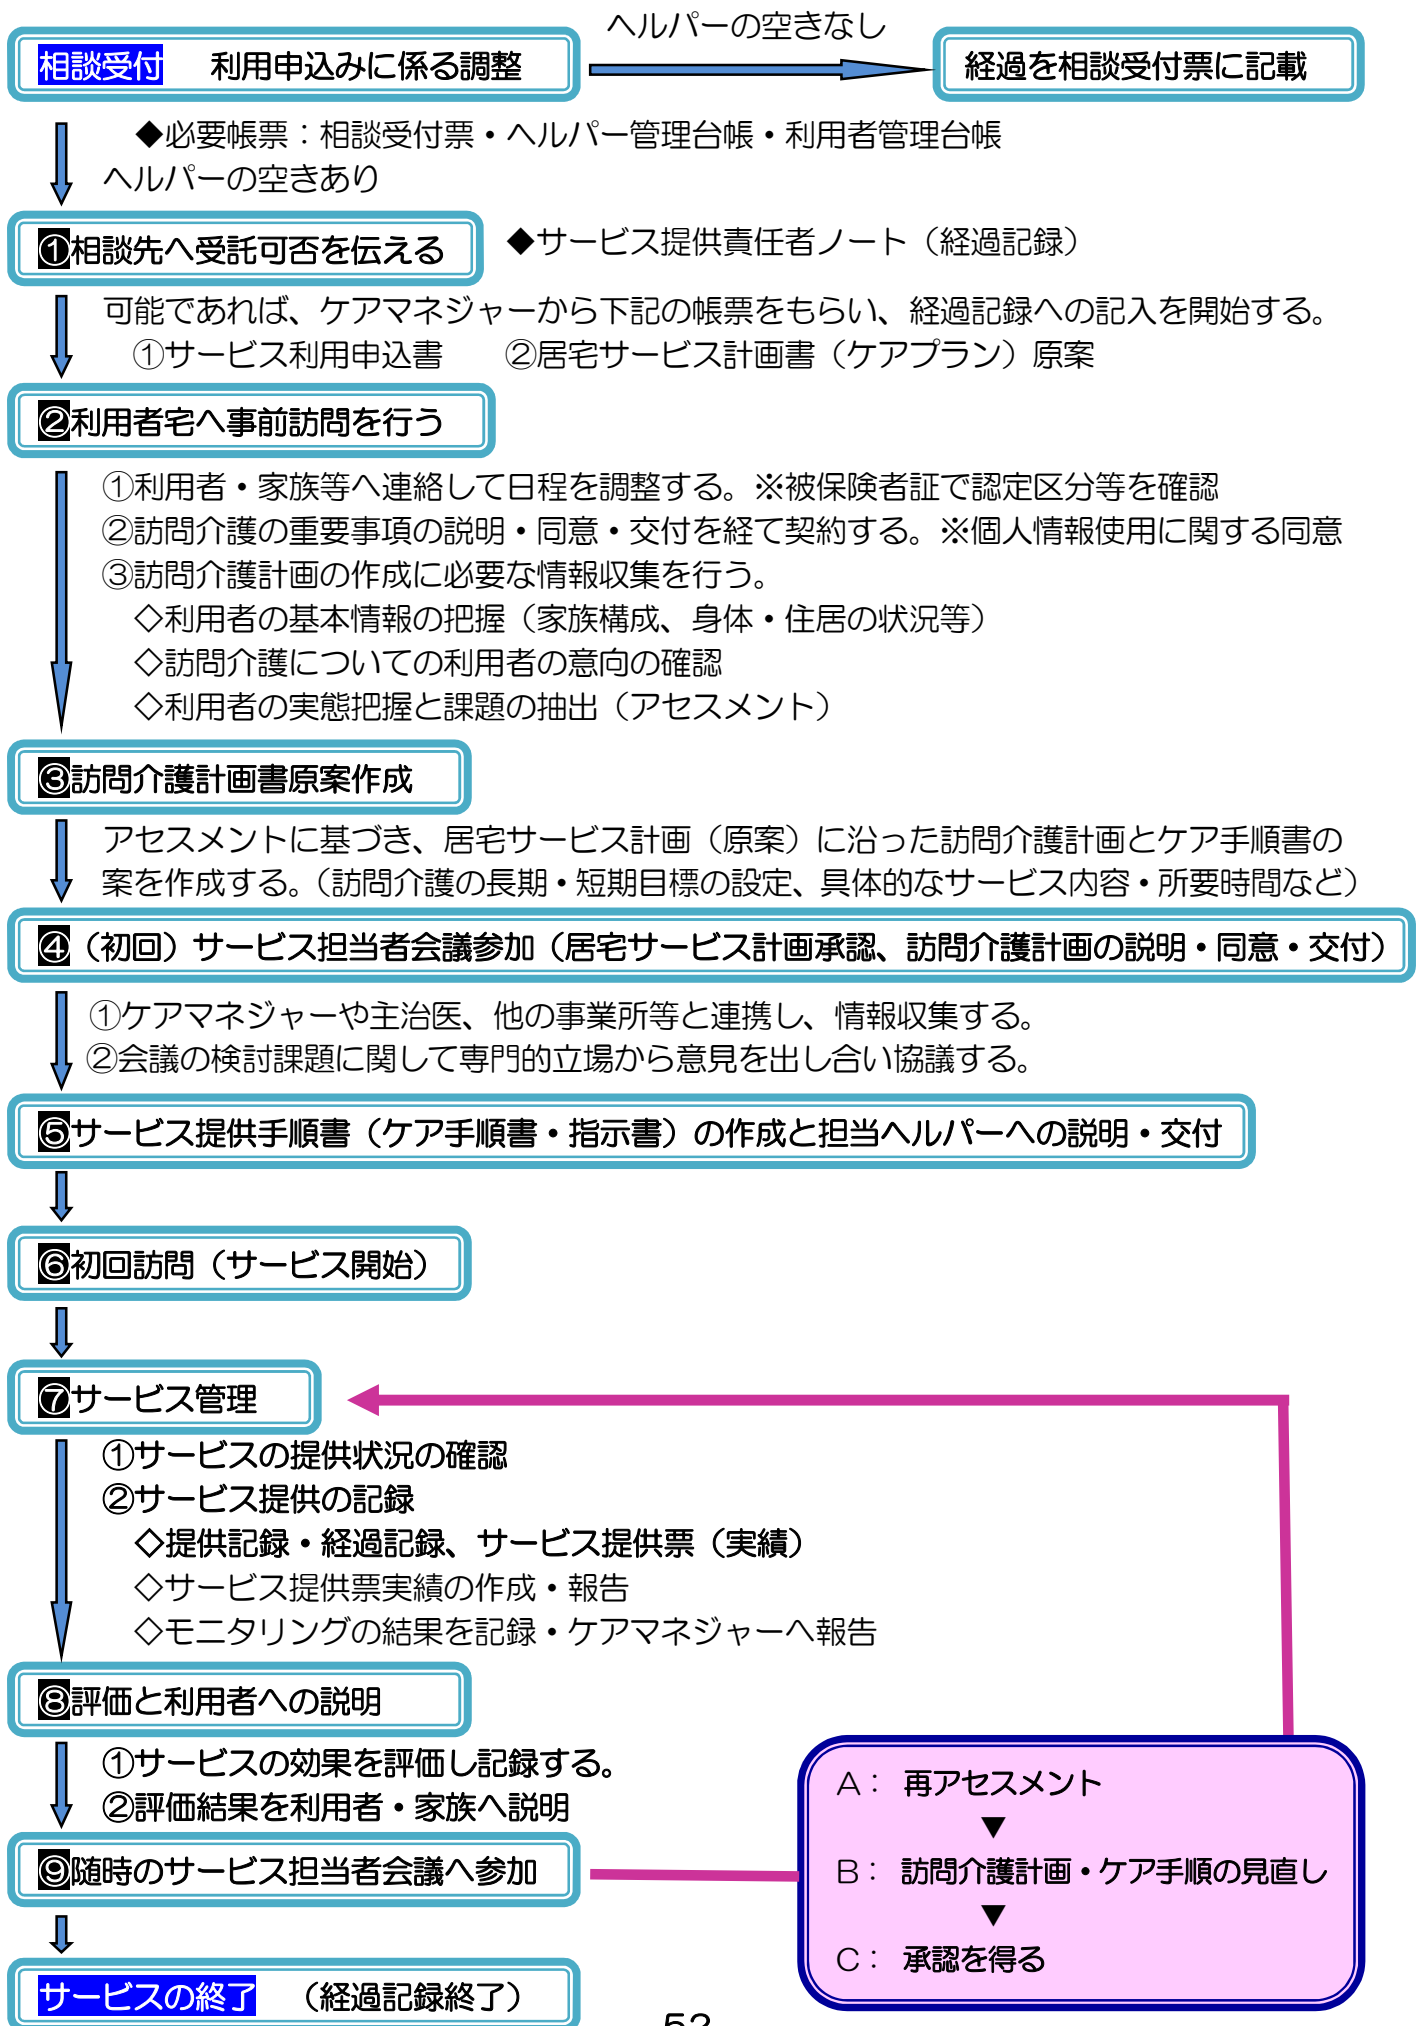 ヘルパーの空きなし
相談受付　利用申込みに係る調整
経過を相談受付票に記載
◆必要帳票：相談受付票・ヘルパー管理台帳・利用者管理台帳
ヘルパーの空きあり
❶相談先へ受託可否を伝える
◆サービス提供責任者ノート（経過記録）
可能であれば、ケアマネジャーから下記の帳票をもらい、経過記録への記入を開始する。
①サービス利用申込書　　②居宅サービス計画書（ケアプラン）原案
❷利用者宅へ事前訪問を行う
①利用者・家族等へ連絡して日程を調整する。※被保険者証で認定区分等を確認
②訪問介護の重要事項の説明・同意・交付を経て契約する。※個人情報使用に関する同意
③訪問介護計画の作成に必要な情報収集を行う。
◇利用者の基本情報の把握（家族構成、身体・住居の状況等）
◇訪問介護についての利用者の意向の確認
◇利用者の実態把握と課題の抽出（アセスメント）
❸訪問介護計画書原案作成
アセスメントに基づき、居宅サービス計画（原案）に沿った訪問介護計画とケア手順書の
案を作成する。（訪問介護の長期・短期目標の設定、具体的なサービス内容・所要時間など）
❹（初回）サービス担当者会議参加（居宅サービス計画承認、訪問介護計画の説明・同意・交付）
①ケアマネジャーや主治医、他の事業所等と連携し、情報収集する。
②会議の検討課題に関して専門的立場から意見を出し合い協議する。
❺サービス提供手順書（ケア手順書・指示書）の作成と担当ヘルパーへの説明・交付
❻初回訪問（サービス開始）
❼サービス管理
①サービスの提供状況の確認
②サービス提供の記録
◇提供記録・経過記録、サービス提供票（実績）
◇サービス提供票実績の作成・報告
◇モニタリングの結果を記録・ケアマネジャーへ報告
❽評価と利用者への説明
①サービスの効果を評価し記録する。
②評価結果を利用者・家族へ説明
❾随時のサービス担当者会議へ参加
A：　再アセスメント
▼
B：　訪問介護計画・ケア手順の見直し
▼
C：　承認を得る
サービスの終了　（経過記録終了）